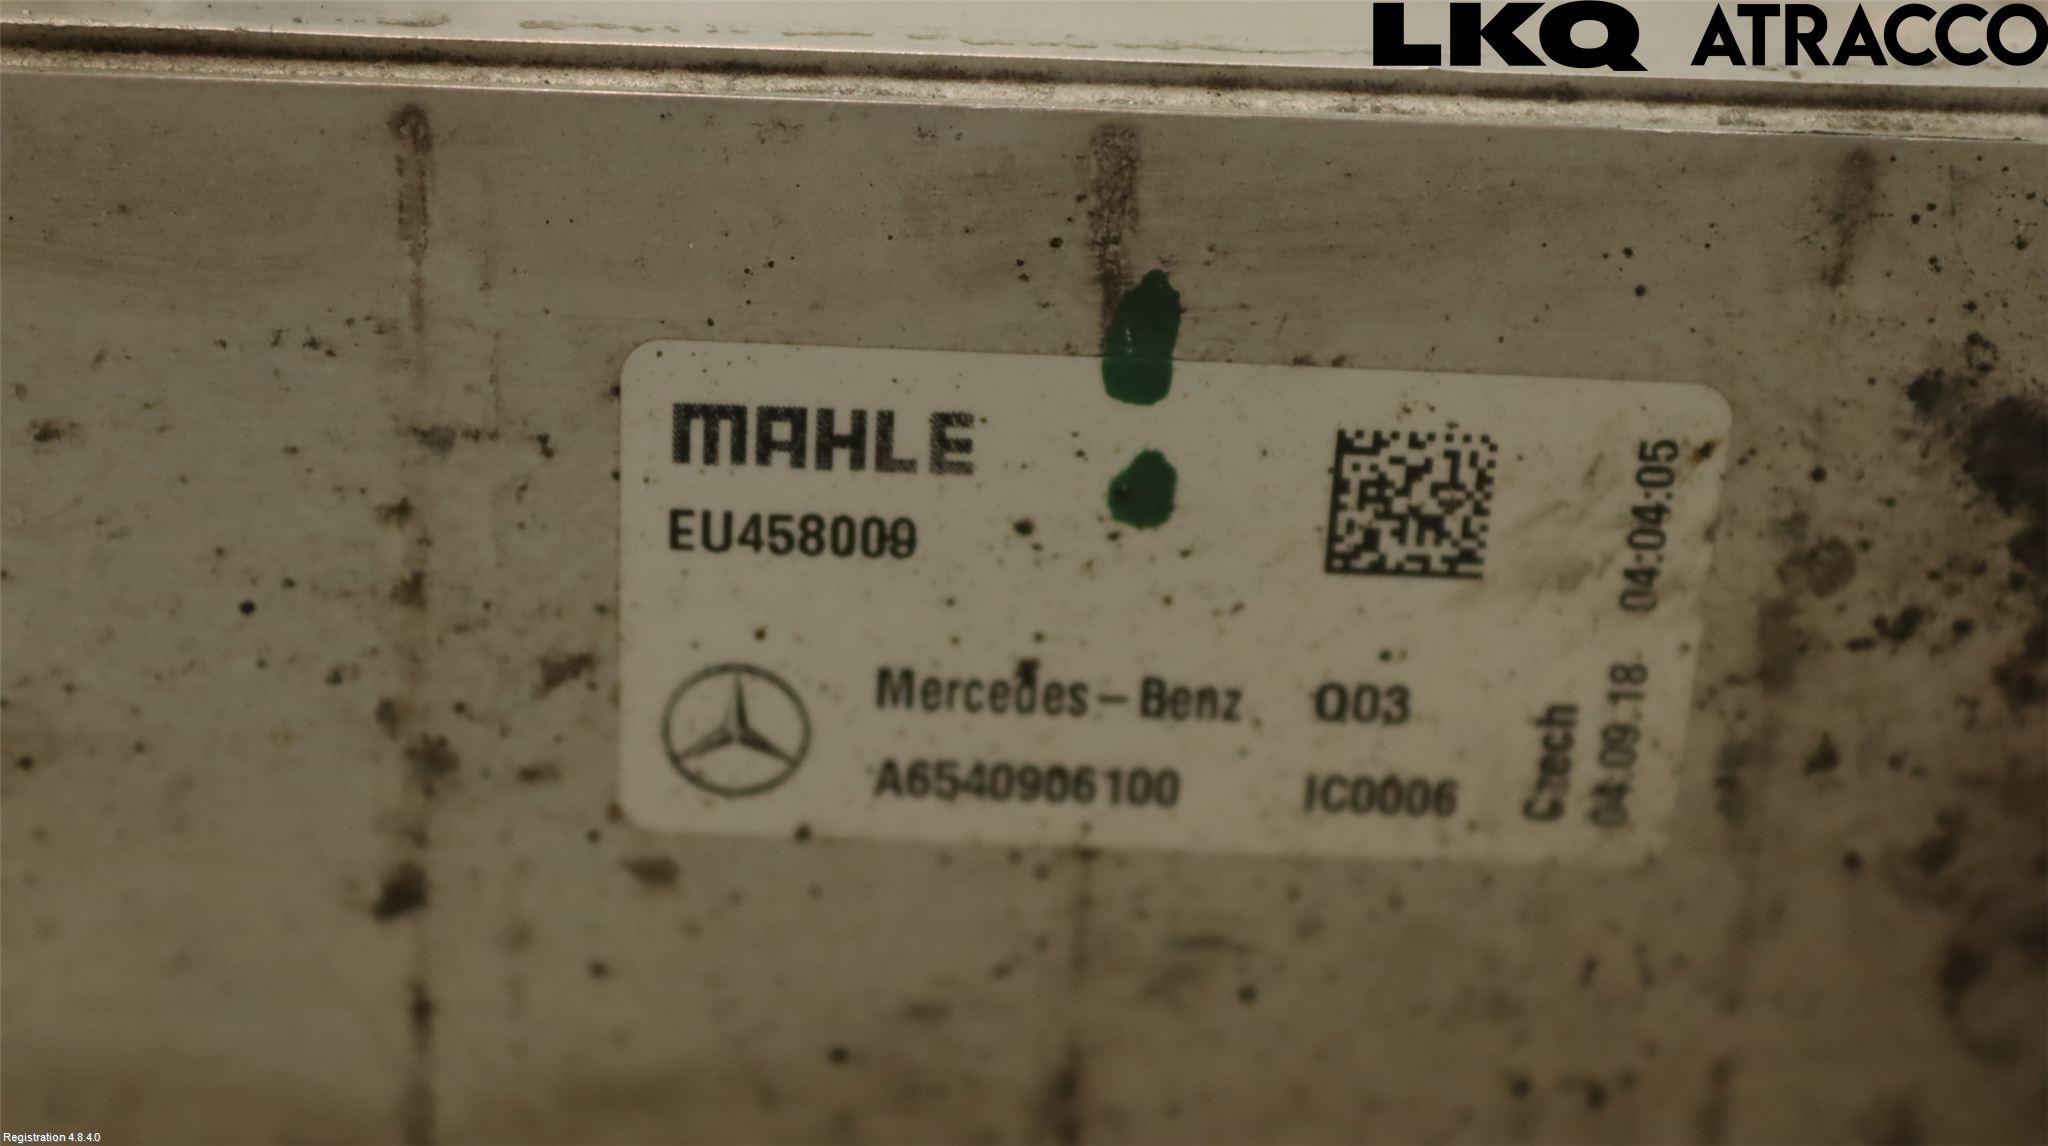 LKQ ATRACCO
MAHLE
EU458009
Mercedes-Benz Q03
A6540906100 IC0006
Czech
04.09.18 04:04:05
Registration 4.8.4.0